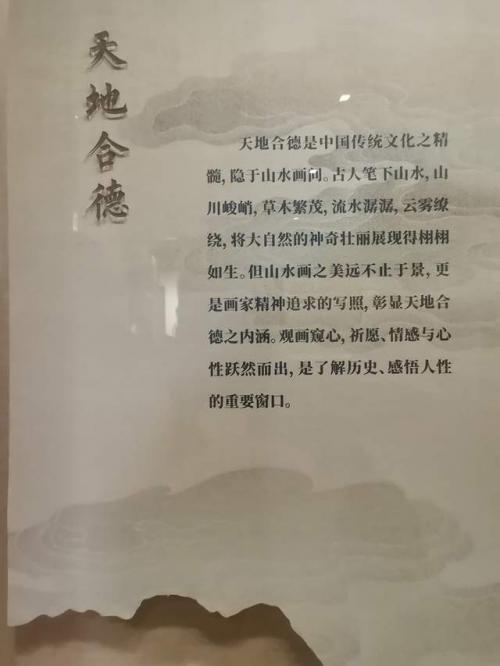 天地合德
天地合德是中国传统文化之精
髓,隐于山水画间。古人笔下山水,山
川峻峭,草木繁茂,流水潺潺,云雾缭
绕,将大自然的神奇壮丽展现得栩栩
如生。但山水画之美远不止于景,更
是画家精神追求的写照,彰显天地合
德之内涵。观画窥心,祈愿、情感与心
性跃然而出,是了解历史、感悟人性
的重要窗口。